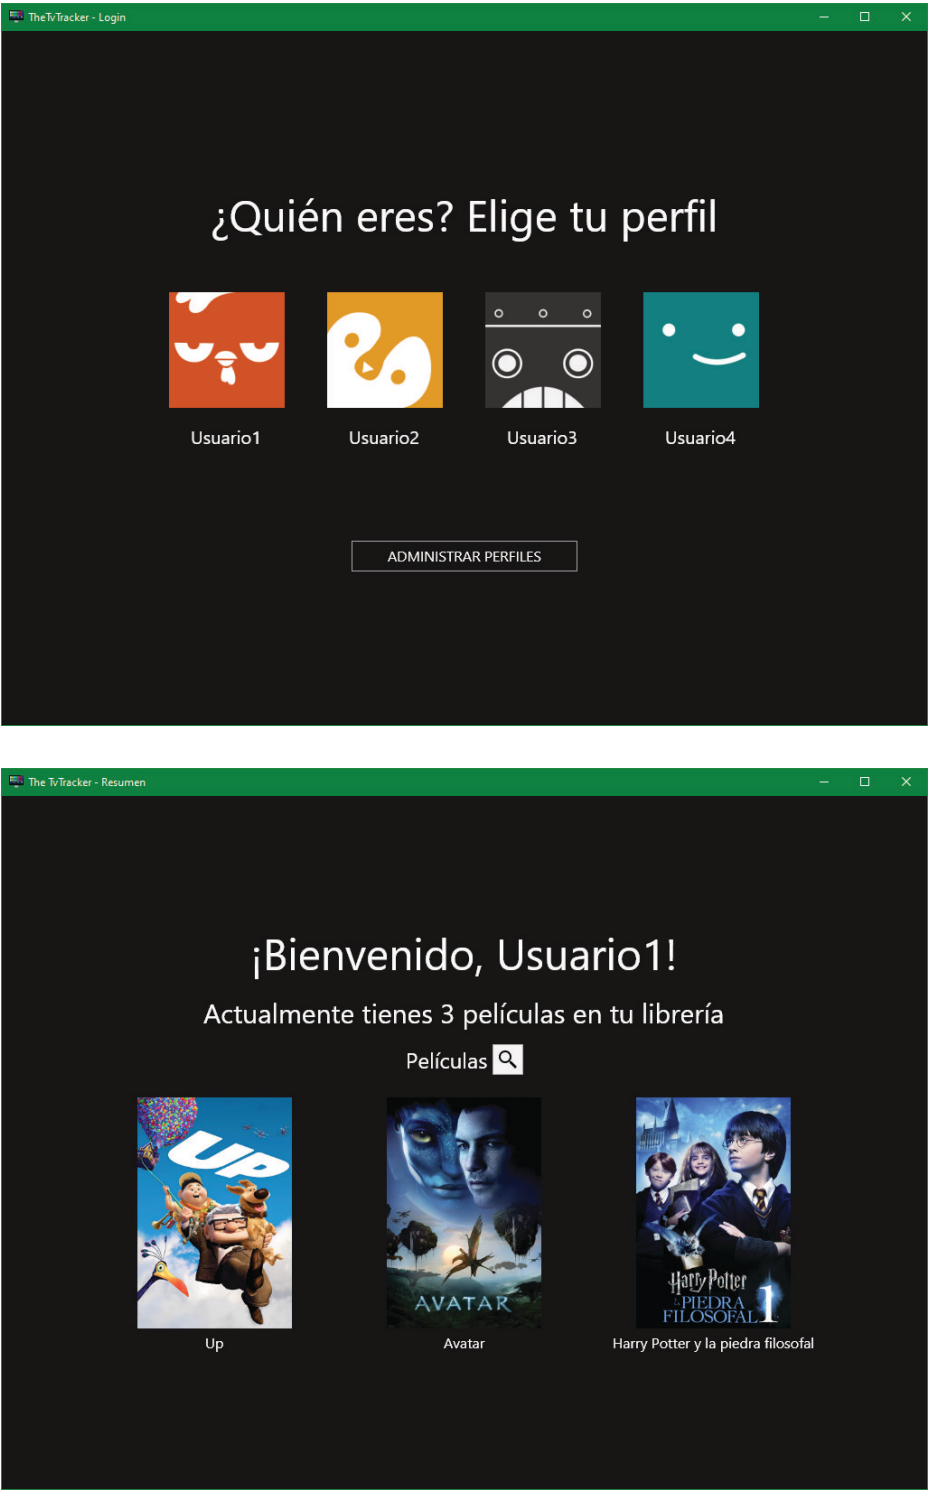 TheTvTracker - Login
¿Quién eres? Elige tu perfil
Usuario1 Usuario2 Usuario3 Usuario4
ADMINISTRAR PERFILES
The TvTracker - Resumen
¡Bienvenido, Usuario1!
Actualmente tienes 3 películas en tu librería
Películas
UP
AVATAR
Harry Potter
y la
PIEDRA
FILOSOFAL 1
Up Avatar Harry Potter y la piedra filosofal